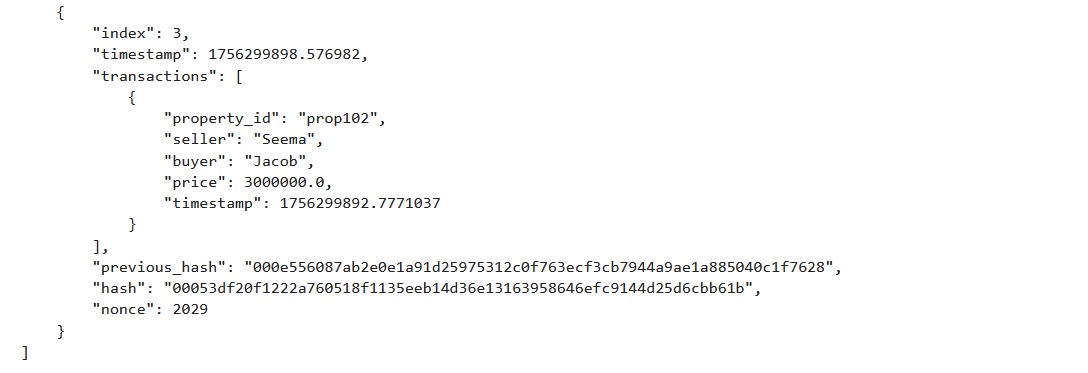 {
"index": 3,
"timestamp": 1756299898.576982,
"transactions": [
{
"property_id": "prop102",
"seller": "Seema",
"buyer": "Jacob",
"price": 3000000.0,
"timestamp": 1756299892.7771037
}
],
"previous_hash": "000e556087ab2e0e1a91d25975312c0f763ecf3cb7944a9ae1a885040c1f7628",
"hash": "00053df20f1222a760518f1135eeb14d36e13163958646efc9144d25d6cbb61b",
"nonce": 2029
}
]